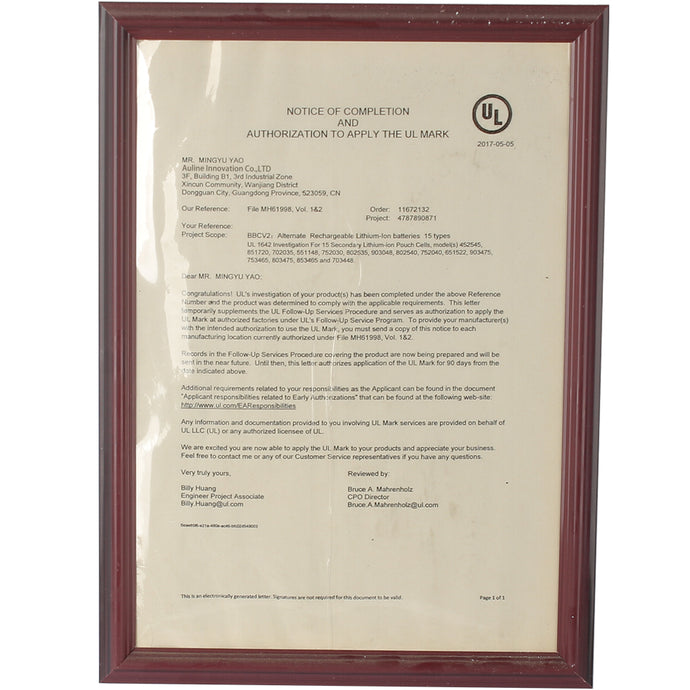 UL
NOTICE OF COMPLETION
AND
AUTHORIZATION TO APPLY THE UL MARK
2017-05-05
MR. MINGYU YAO
Auline Innovation Co.,LTD
3F, Building B1, 3rd Industrial Zone
Xincun Community, Wanjiang District
Dongguan City, Guangdong Province, 523059, CN
Our Reference: File MH61998, Vol. 1&2 Order: 11672132
Project: 4787890871
Your Reference:
Project Scope: BBCV2: Alternate Rechargeable Lithium-Ion batteries 15 types
UL 1642 Investigation For 15 Secondary Lithium-ion Pouch Cells, model(s) 452545,
851720, 702035, 551148, 752030, 802535, 903048, 802540, 752040, 651522, 903475,
753465, 803475, 853465 and 703448.
Dear MR. MINGYU YAO:
Congratulations! UL's investigation of your product(s) has been completed under the above Reference
Number and the product was determined to comply with the applicable requirements. This letter
temporarily supplements the UL Follow-Up Services Procedure and serves as authorization to apply the
UL Mark at authorized factories under UL's Follow-Up Service Program. To provide your manufacturer(s)
with the intended authorization to use the UL Mark, you must send a copy of this notice to each
manufacturing location currently authorized under File MH61998, Vol. 1&2.
Records in the Follow-Up Services Procedure covering the product are now being prepared and will be
sent in the near future. Until then, this letter authorizes application of the UL Mark for 90 days from the
date indicated above.
Additional requirements related to your responsibilities as the Applicant can be found in the document
"Applicant responsibilities related to Early Authorizations" that can be found at the following web-site:
http://www.ul.com/EAResponsibilities
Any information and documentation provided to you involving UL Mark services are provided on behalf of
UL LLC (UL) or any authorized licensee of UL.
We are excited you are now able to apply the UL Mark to your products and appreciate your business.
Feel free to contact me or any of our Customer Service representatives if you have any questions.
Very truly yours, Reviewed by:
Billy Huang Bruce A. Mahrenholz
Engineer Project Associate CPO Director
Billy.Huang@ul.com Bruce.A.Mahrenholz@ul.com
This is an electronically generated letter. Signatures are not required for this document to be valid. Page 1 of 1